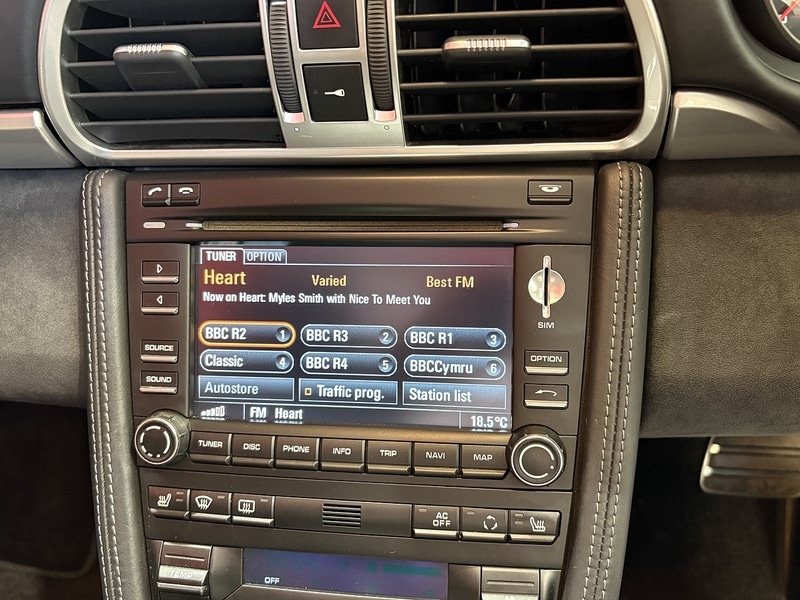 TUNER OPTION
Heart Varied Best FM
Now on Heart: Myles Smith with Nice To Meet You
BBC R2 1 BBC R3 2 BBC R1 3
Classic 4 BBC R4 5 BBCCymru 6
Autostore Traffic prog. Station list
FM Heart 18.5°C
SIM
SOURCE
SOUND
OPTION
TUNER DISC PHONE INFO TRIP NAVI MAP
AC OFF
TEMP
OFF